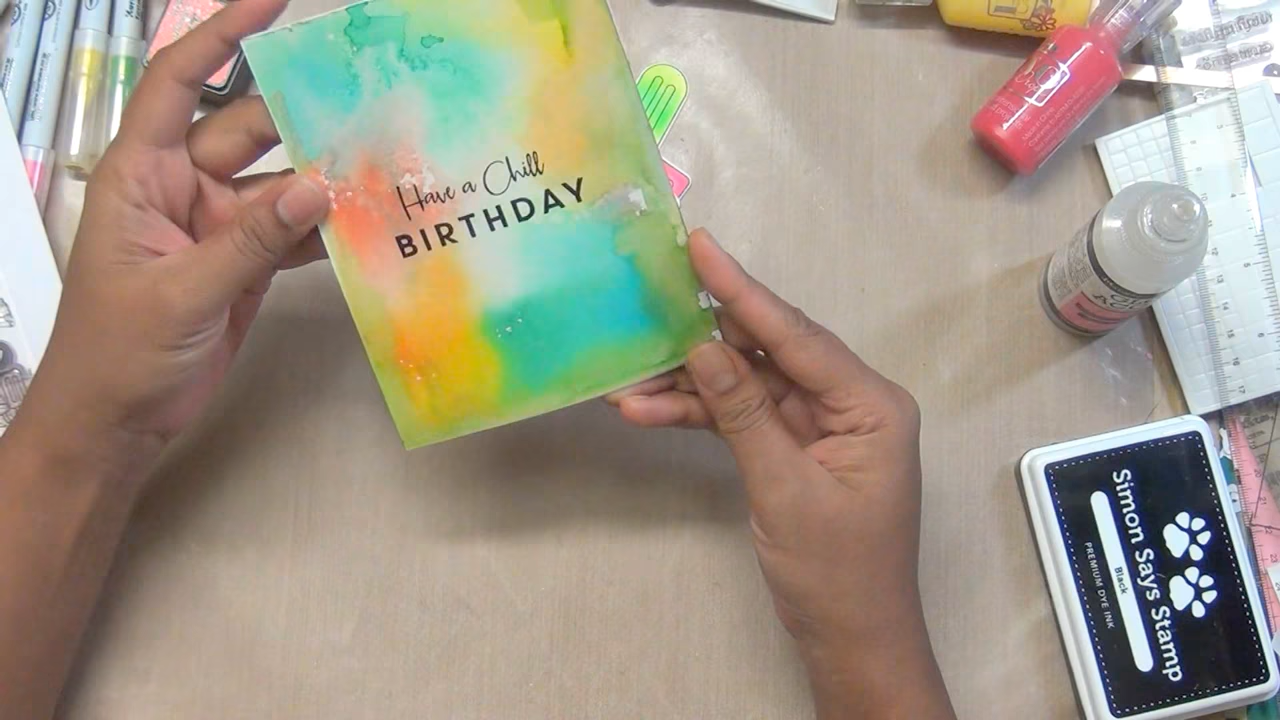 Have a Chill
BIRTHDAY
Simon Says Stamp
Black
PREMIUM DYE INK